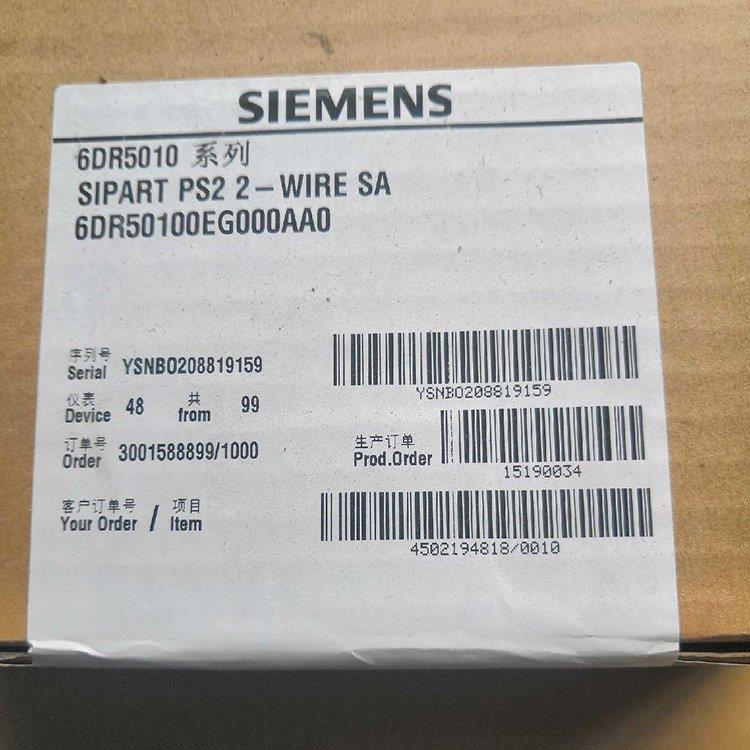 SIEMENS
6DR5010 系列
SIPART PS2 2-WIRE SA
6DR50100EG000AA0
序列号
Serial YSNBO208819159
YSNBO208819159
仪表 共
Device 48 from 99
订单号
Order 3001588899/1000
生产订单
Prod.Order
15190034
客户订单号 / 项目
Your Order / Item
4502194818/0010